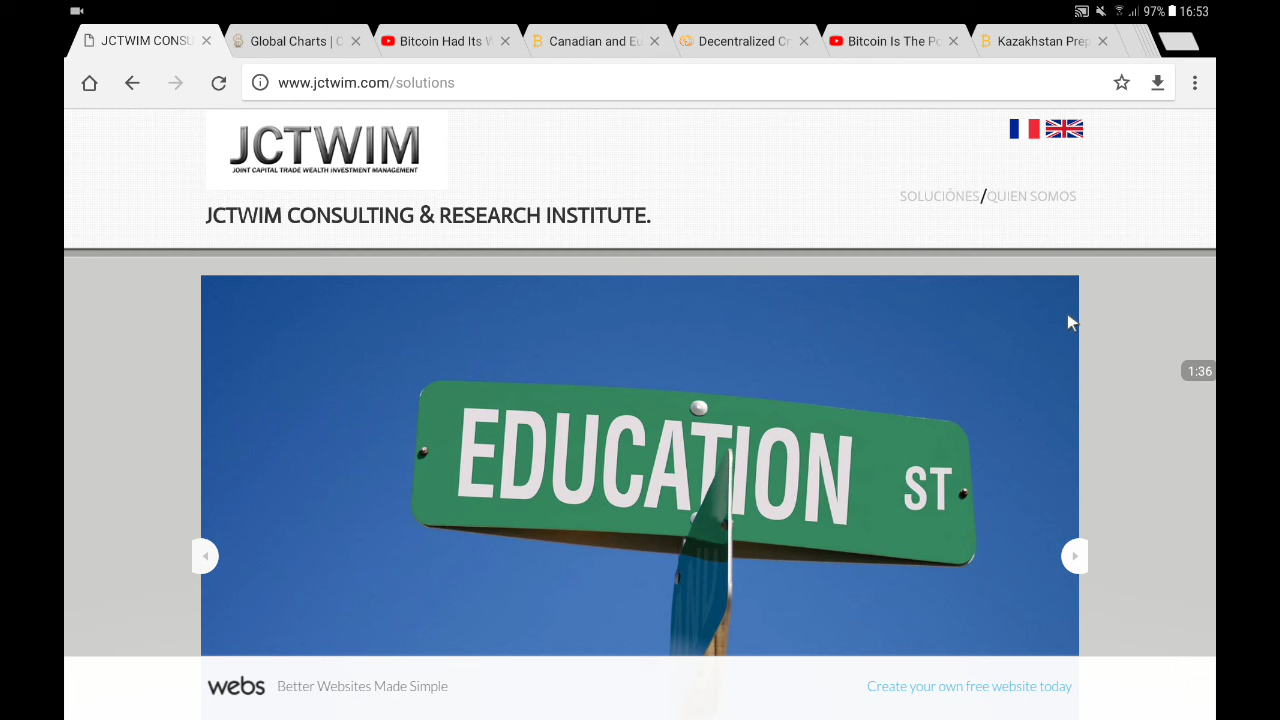 97% 16:53
JCTWIM CONSU
Global Charts | C
Bitcoin Had Its W
Canadian and Eu
Decentralized Cr
Bitcoin Is The Po
Kazakhstan Prep
www.jctwim.com/solutions
JCTWIM
JOINT CAPITAL TRADE WEALTH INVESTMENT MANAGEMENT
SOLUCIÓNES/QUIEN SOMOS
JCTWIM CONSULTING & RESEARCH INSTITUTE.
1:36
EDUCATION ST
webs Better Websites Made Simple
Create your own free website today